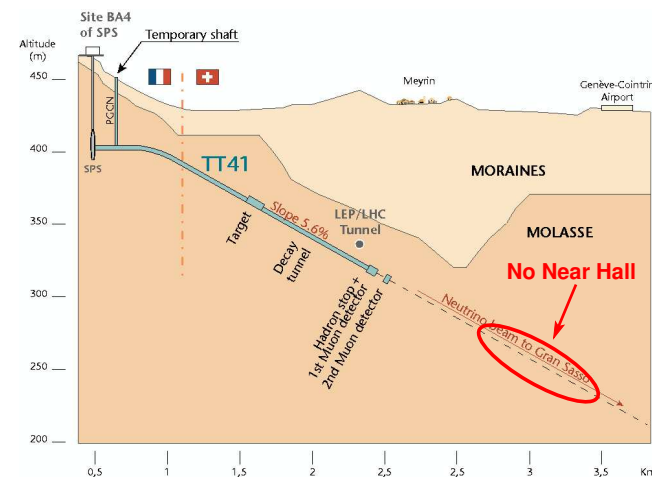 Site BA4
of SPS
Temporary shaft
Altitude
(m)
450
400
350
300
250
200
PGCN
SPS
TT41
Meyrin
Genève-Cointrin
Airport
MORAINES
MOLASSE
Target
Slope 5.6%
Decay
tunnel
LEP/LHC
Tunnel
Hadron stop +
1st Muon detector
2nd Muon detector
No Near Hall
Neutrino beam to Gran Sasso
0,5
1
1,5
2
2,5
2,5
3
3,5
Km